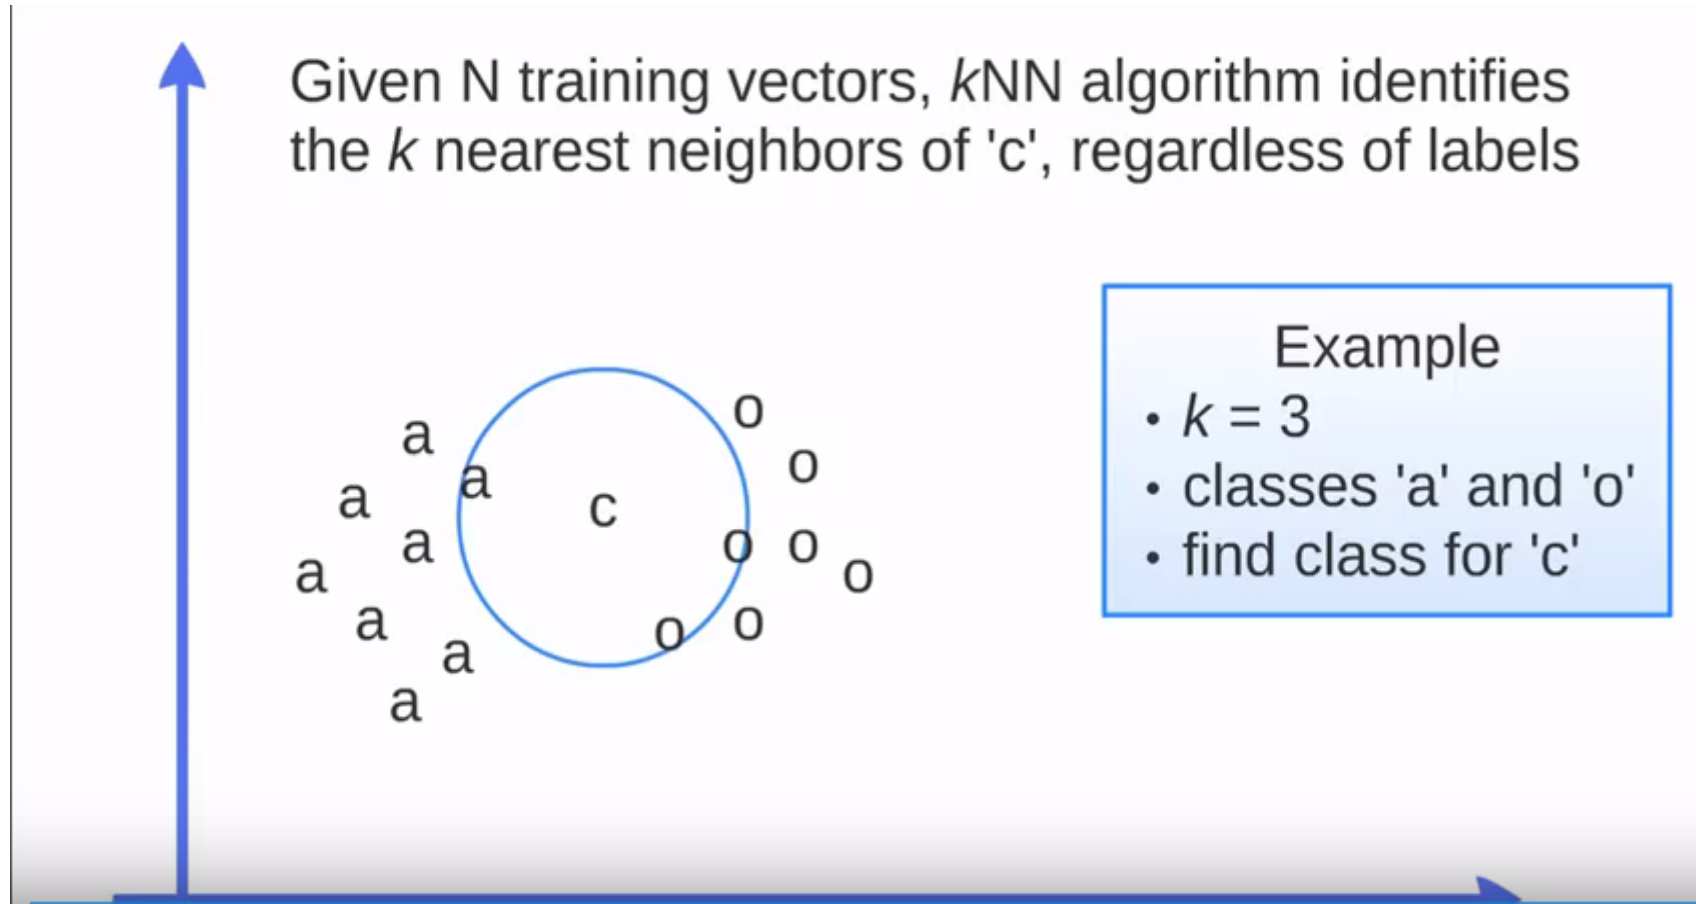 Given N training vectors, kNN algorithm identifies
the k nearest neighbors of 'c', regardless of labels
Example
• k = 3
• classes 'a' and 'o'
• find class for 'c'
o
a
o
a
a
c
a
o
o
a
o
a
o
o
a
a